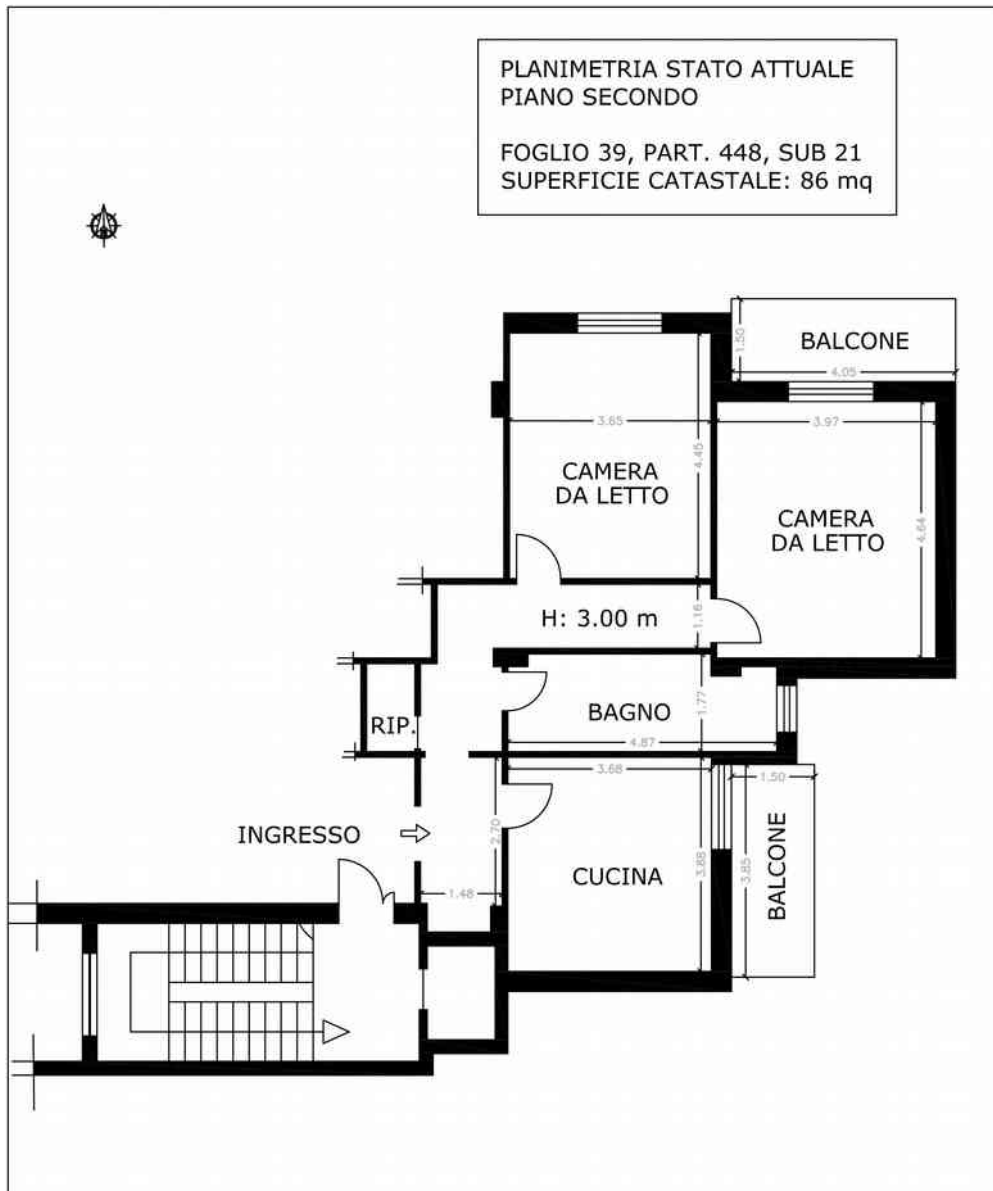 PLANIMETRIA STATO ATTUALE
PIANO SECONDO
FOGLIO 39, PART. 448, SUB 21
SUPERFICIE CATASTALE: 86 mq
BALCONE
1.50
4.05
3.65
3.97
4.45
CAMERA
DA LETTO
CAMERA
DA LETTO
4.64
H: 3.00 m
1.16
RIP.
BAGNO
1.77
4.87
3.68
1.50
INGRESSO
2.70
CUCINA
3.88
3.85
BALCONE
1.48